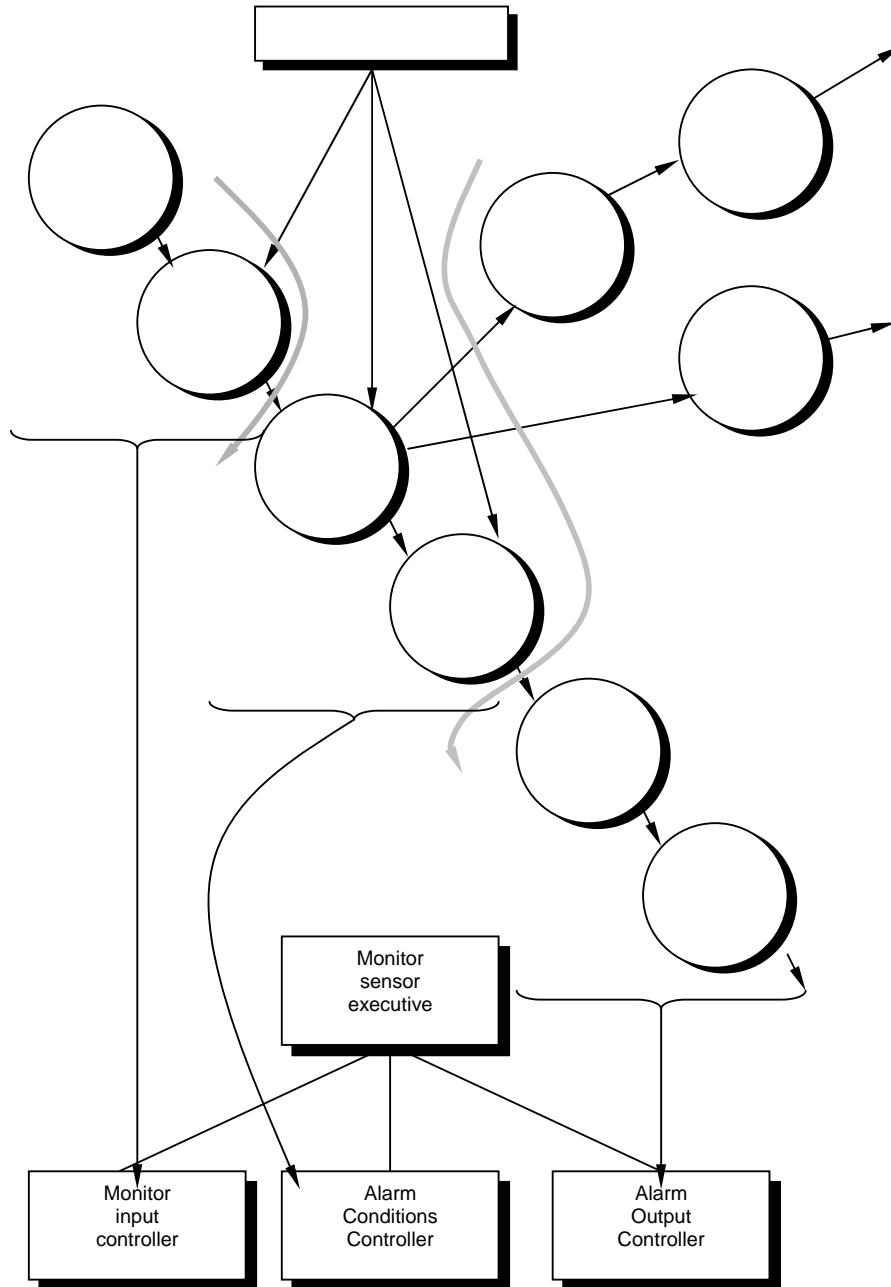 Monitor
sensor
executive
Monitor
input
controller
Alarm
Conditions
Controller
Alarm
Output
Controller